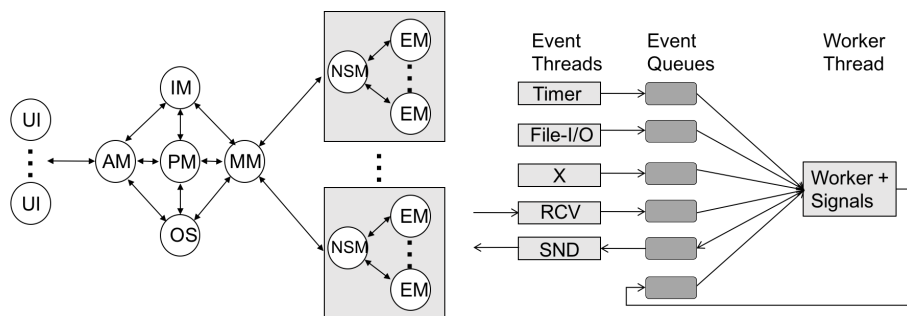 UI
UI
AM
IM
PM
OS
MM
NSM
EM
EM
NSM
EM
EM
Event
Threads
Event
Queues
Worker
Thread
Timer
File-I/O
X
RCV
SND
Worker +
Signals